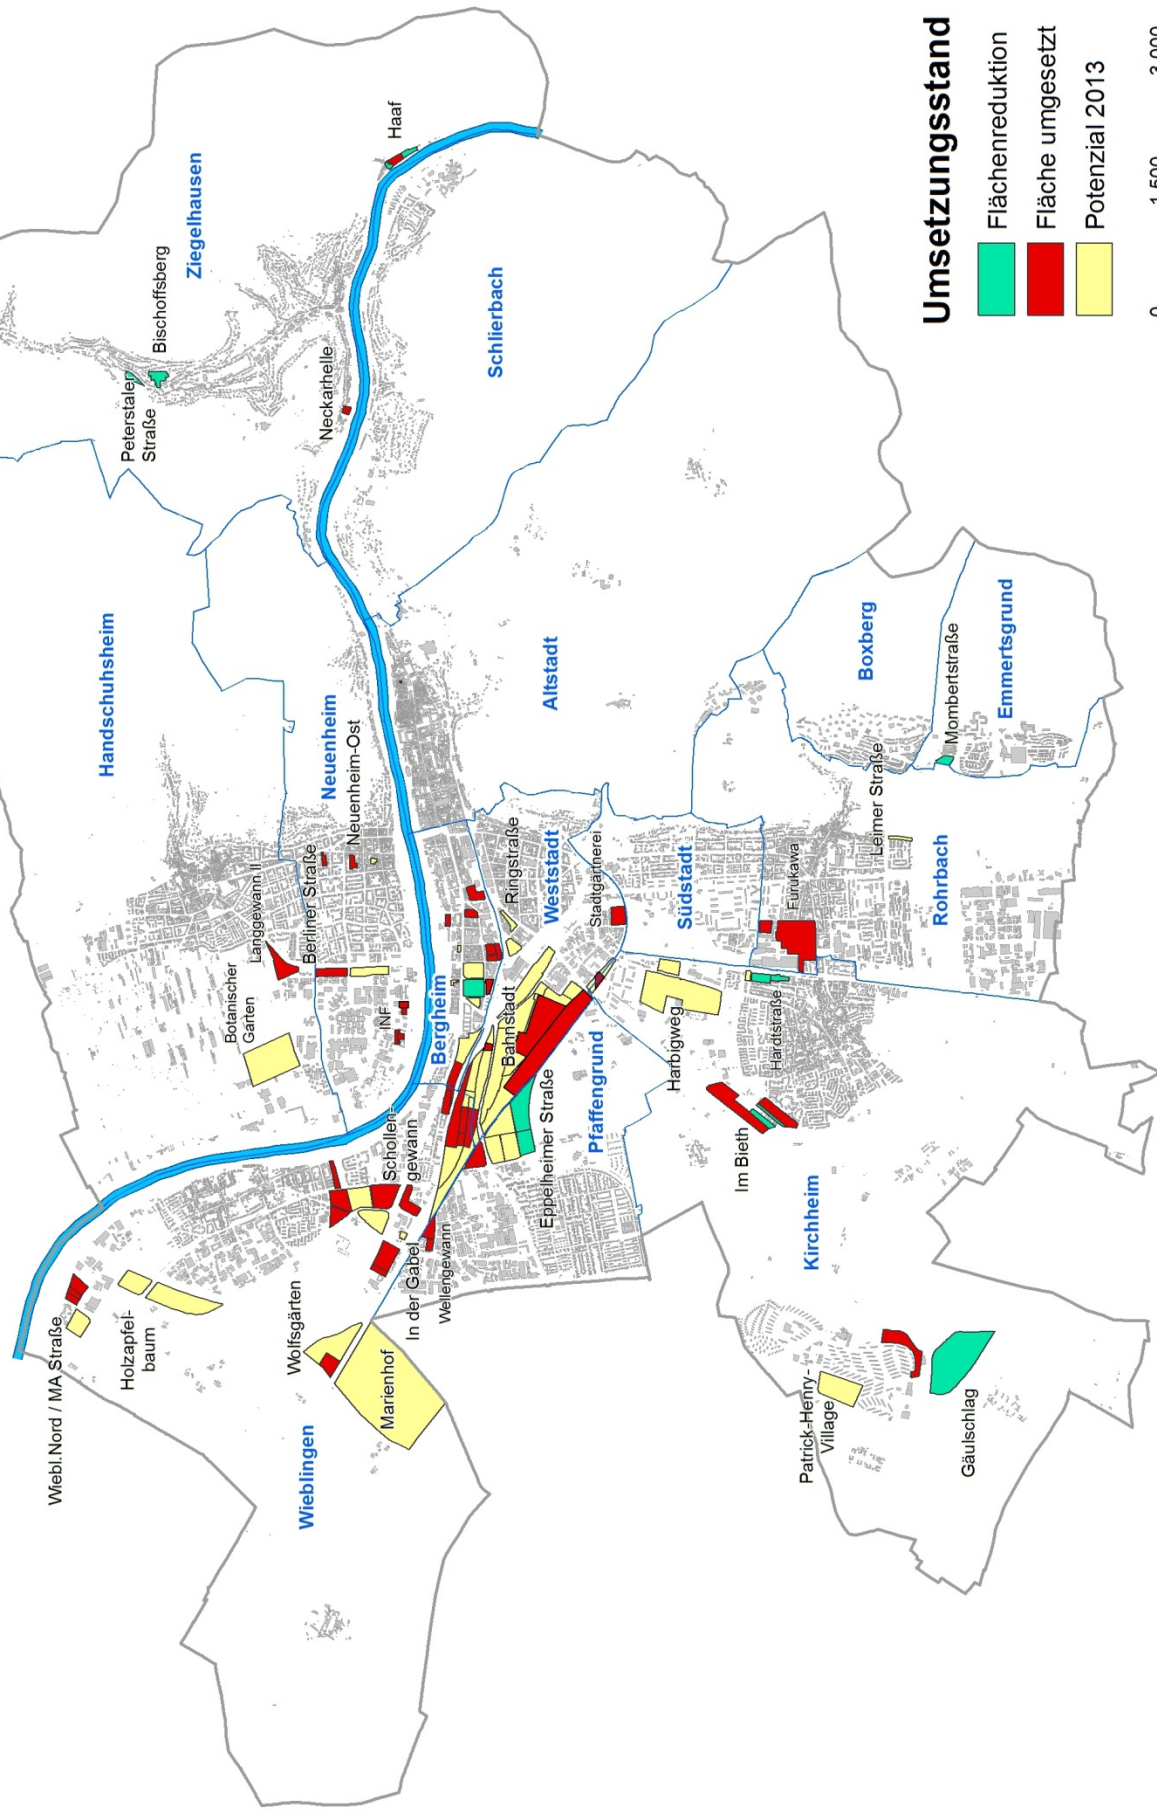 Wiebl.Nord / MA Straße
Holzapfel-
baum
Wieblingen
Wolfsgärten
Marienhof
In der Gabel
Wellengewann
Schollen-
gewann
Handschuhsheim
Botanischer
Garten
Langgewann II
Berliner Straße
Neuenheim
Neuenheim-Ost
INF
Bergheim
Bahnstadt
Eppelheimer Straße
Pfaffengrund
Ringstraße
Weststadt
Stadtgärtnerei
Südstadt
Altstadt
Peterstaler
Straße
Bischoffsberg
Ziegelhausen
Neckarhelle
Haaf
Schlierbach
Harbigweg
Hardtstraße
Furukawa
Im Bieth
Kirchheim
Patrick-Henry-
Village
Gäulschlag
Leimer Straße
Rohrbach
Boxberg
Mombertstraße
Emmertsgrund
Umsetzungsstand
Flächenreduktion
Fläche umgesetzt
Potenzial 2013
0 1.500 3.000